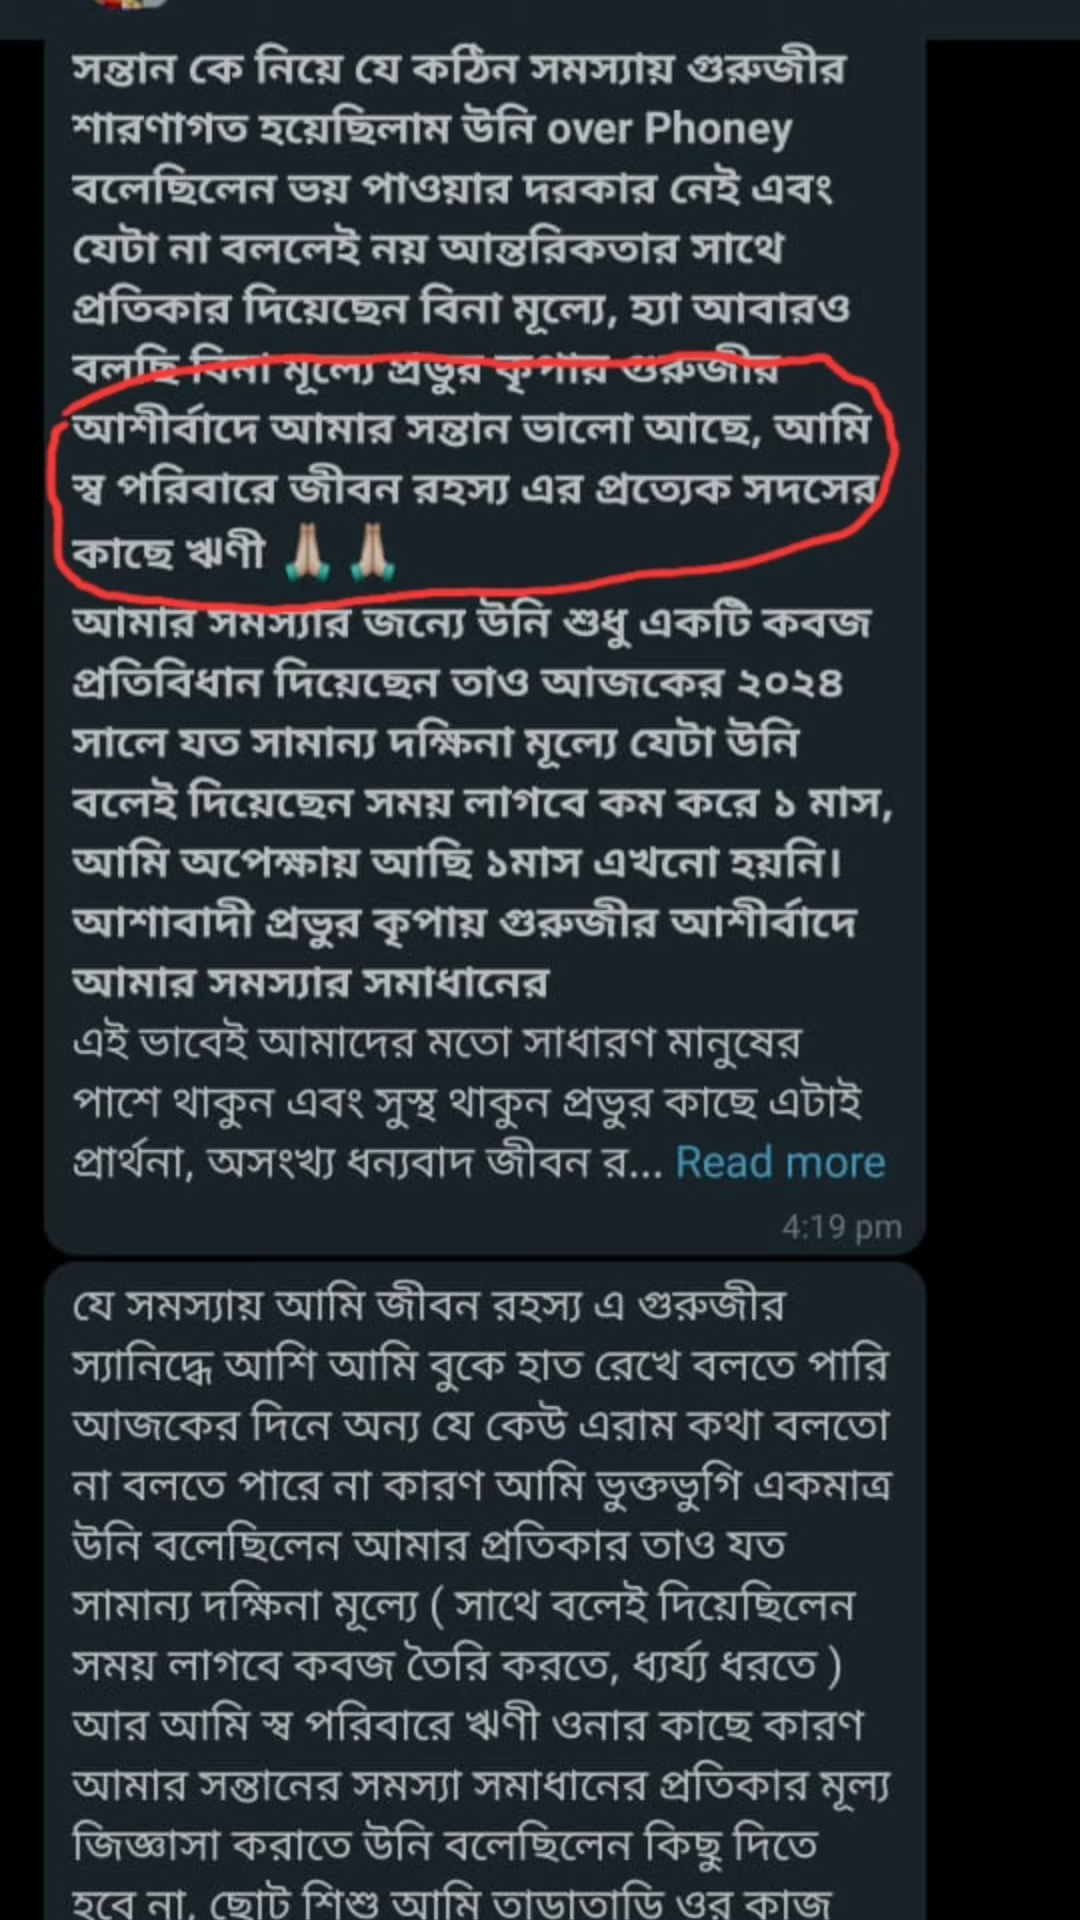 সন্তান কে নিয়ে যে কঠিন সমস্যায় গুরুজীর
শারণাগত হয়েছিলাম উনি over Phoney
বলেছিলেন ভয় পাওয়ার দরকার নেই এবং
যেটা না বললেই নয় আন্তরিকতার সাথে
প্রতিকার দিয়েছেন বিনা মূল্যে, হ্যা আবারও
বলছি বিনা মূল্যে প্রভুর কৃপায় গুরুজীর
আশীর্বাদে আমার সন্তান ভালো আছে, আমি
স্ব পরিবারে জীবন রহস্য এর প্রত্যেক সদসের
কাছে ঋণী 🙏🏻 🙏🏻
আমার সমস্যার জন্যে উনি শুধু একটি কবজ
প্রতিবিধান দিয়েছেন তাও আজকের ২০২৪
সালে যত সামান্য দক্ষিনা মূল্যে যেটা উনি
বলেই দিয়েছেন সময় লাগবে কম করে ১ মাস,
আমি অপেক্ষায় আছি ১মাস এখনো হয়নি।
আশাবাদী প্রভুর কৃপায় গুরুজীর আশীর্বাদে
আমার সমস্যার সমাধানের
এই ভাবেই আমাদের মতো সাধারণ মানুষের
পাশে থাকুন এবং সুস্থ থাকুন প্রভুর কাছে এটাই
প্রার্থনা, অসংখ্য ধন্যবাদ জীবন র... Read more
4:19 pm
যে সমস্যায় আমি জীবন রহস্য এ গুরুজীর
স্যানিদ্ধে আশি আমি বুকে হাত রেখে বলতে পারি
আজকের দিনে অন্য যে কেউ এরাম কথা বলতো
না বলতে পারে না কারণ আমি ভুক্তভুগি একমাত্র
উনি বলেছিলেন আমার প্রতিকার তাও যত
সামান্য দক্ষিনা মূল্যে ( সাথে বলেই দিয়েছিলেন
সময় লাগবে কবজ তৈরি করতে, ধ্যর্য্য ধরতে )
আর আমি স্ব পরিবারে ঋণী ওনার কাছে কারণ
আমার সন্তানের সমস্যা সমাধানের প্রতিকার মূল্য
জিজ্ঞাসা করাতে উনি বলেছিলেন কিছু দিতে
হবে না, ছোট শিশু আমি তাড়াতাড়ি ওর কাজ